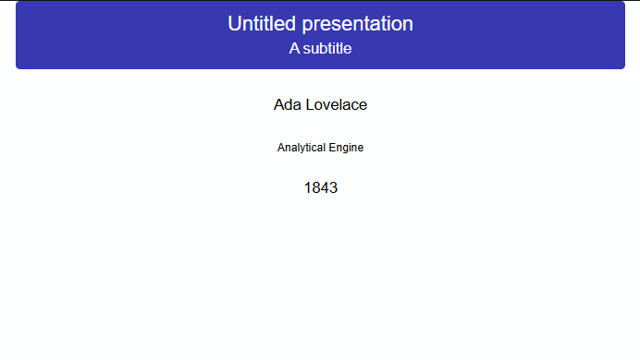 Untitled presentation
A subtitle
Ada Lovelace
Analytical Engine
1843